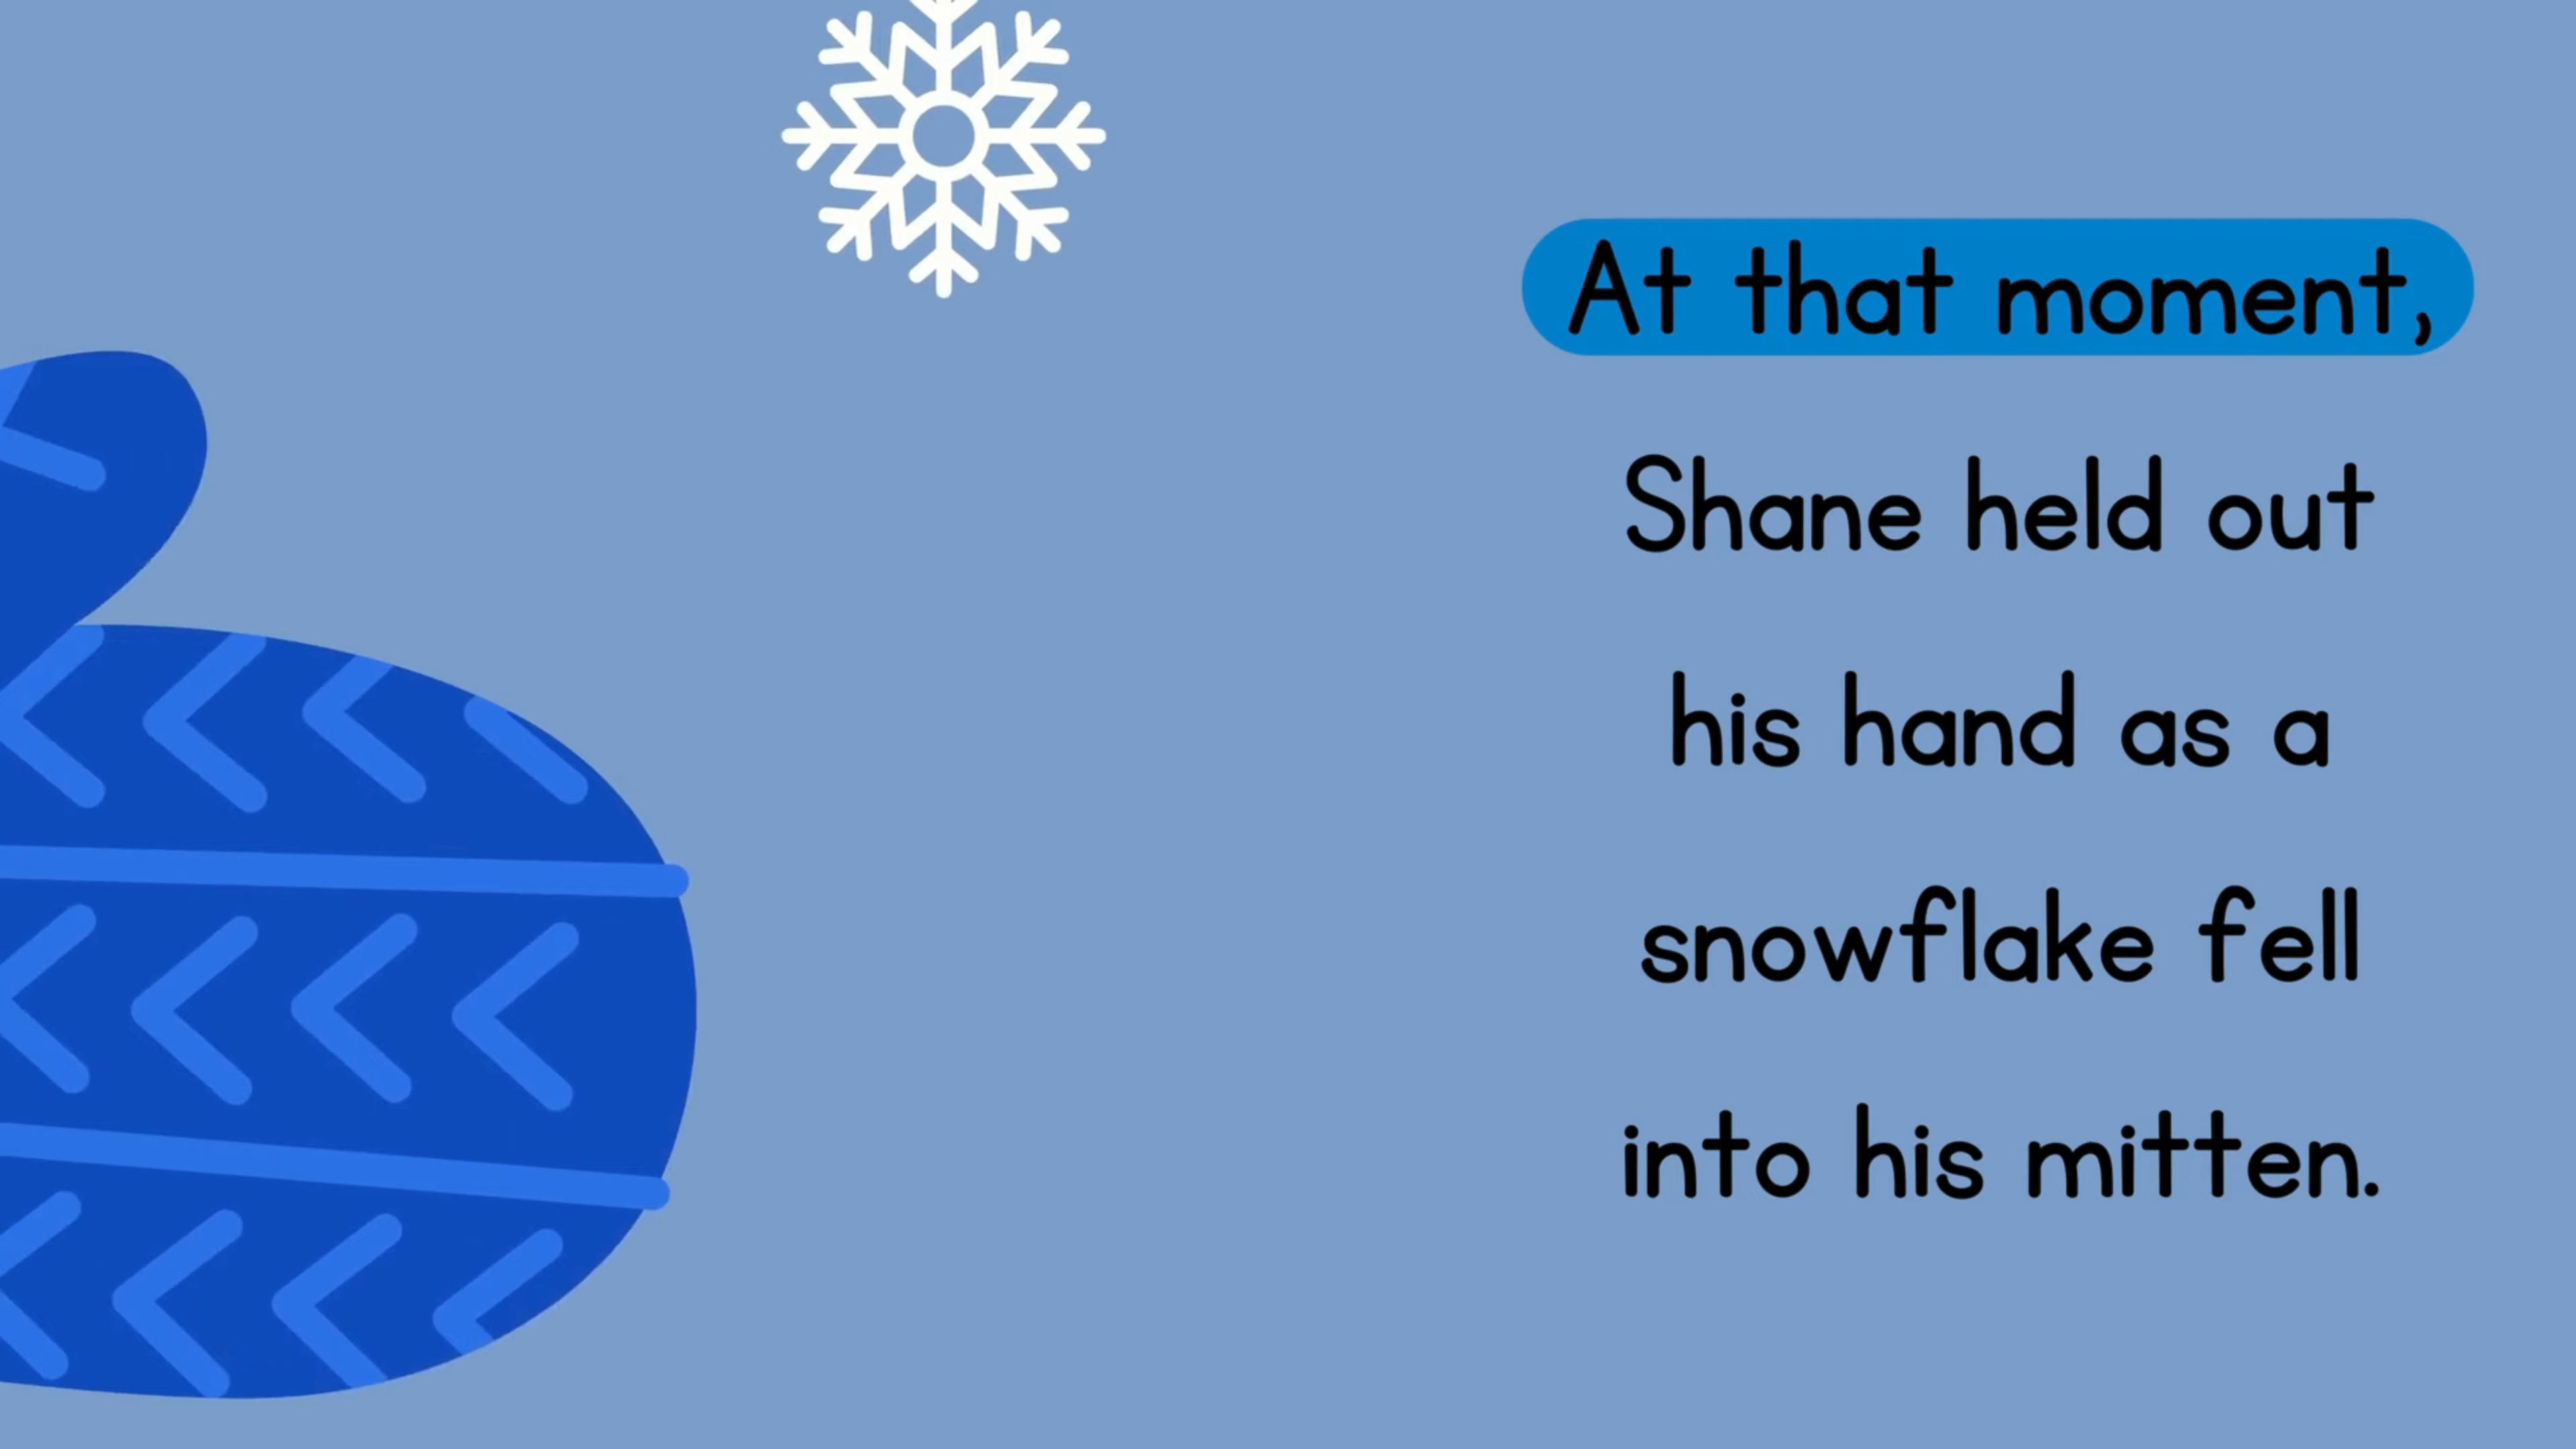 At that moment,
Shane held out
his hand as a
snowflake fell
into his mitten.